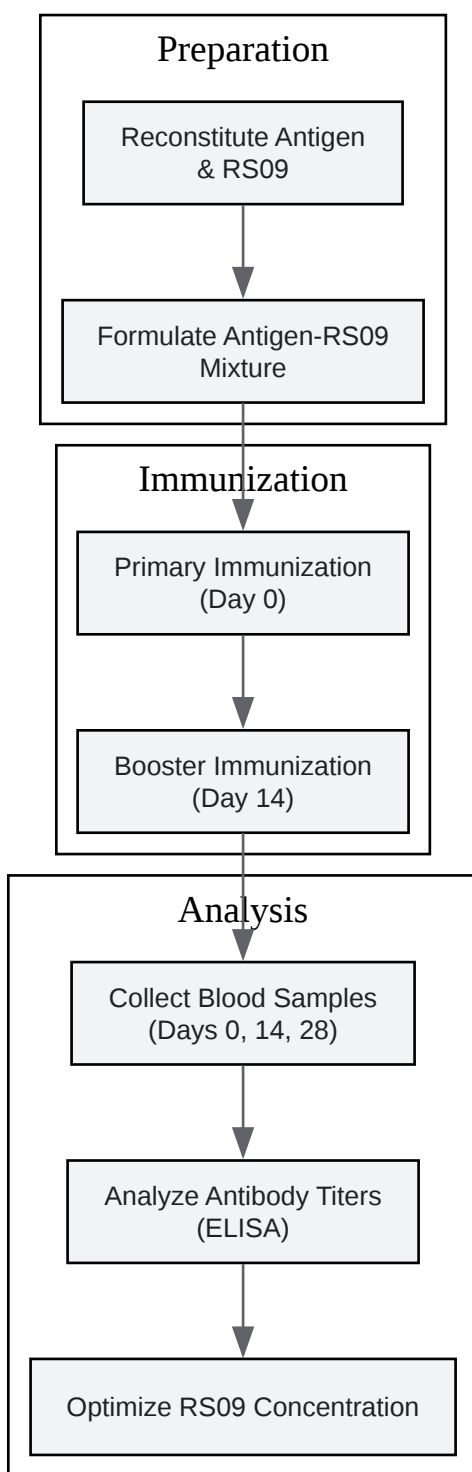 Preparation
Reconstitute Antigen
& RS09
Formulate Antigen-RS09
Mixture
Immunization
Primary Immunization
(Day 0)
Booster Immunization
(Day 14)
Analysis
Collect Blood Samples
(Days 0, 14, 28)
Analyze Antibody Titers
(ELISA)
Optimize RS09 Concentration